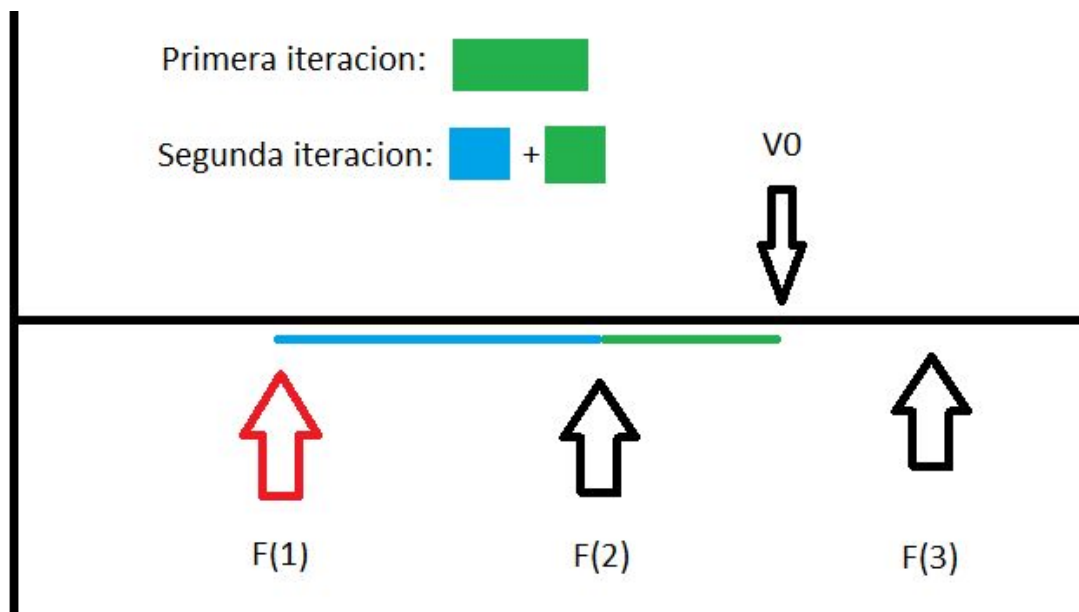 Primera iteracion:
Segunda iteracion: +
V0
F(1)
F(2)
F(3)